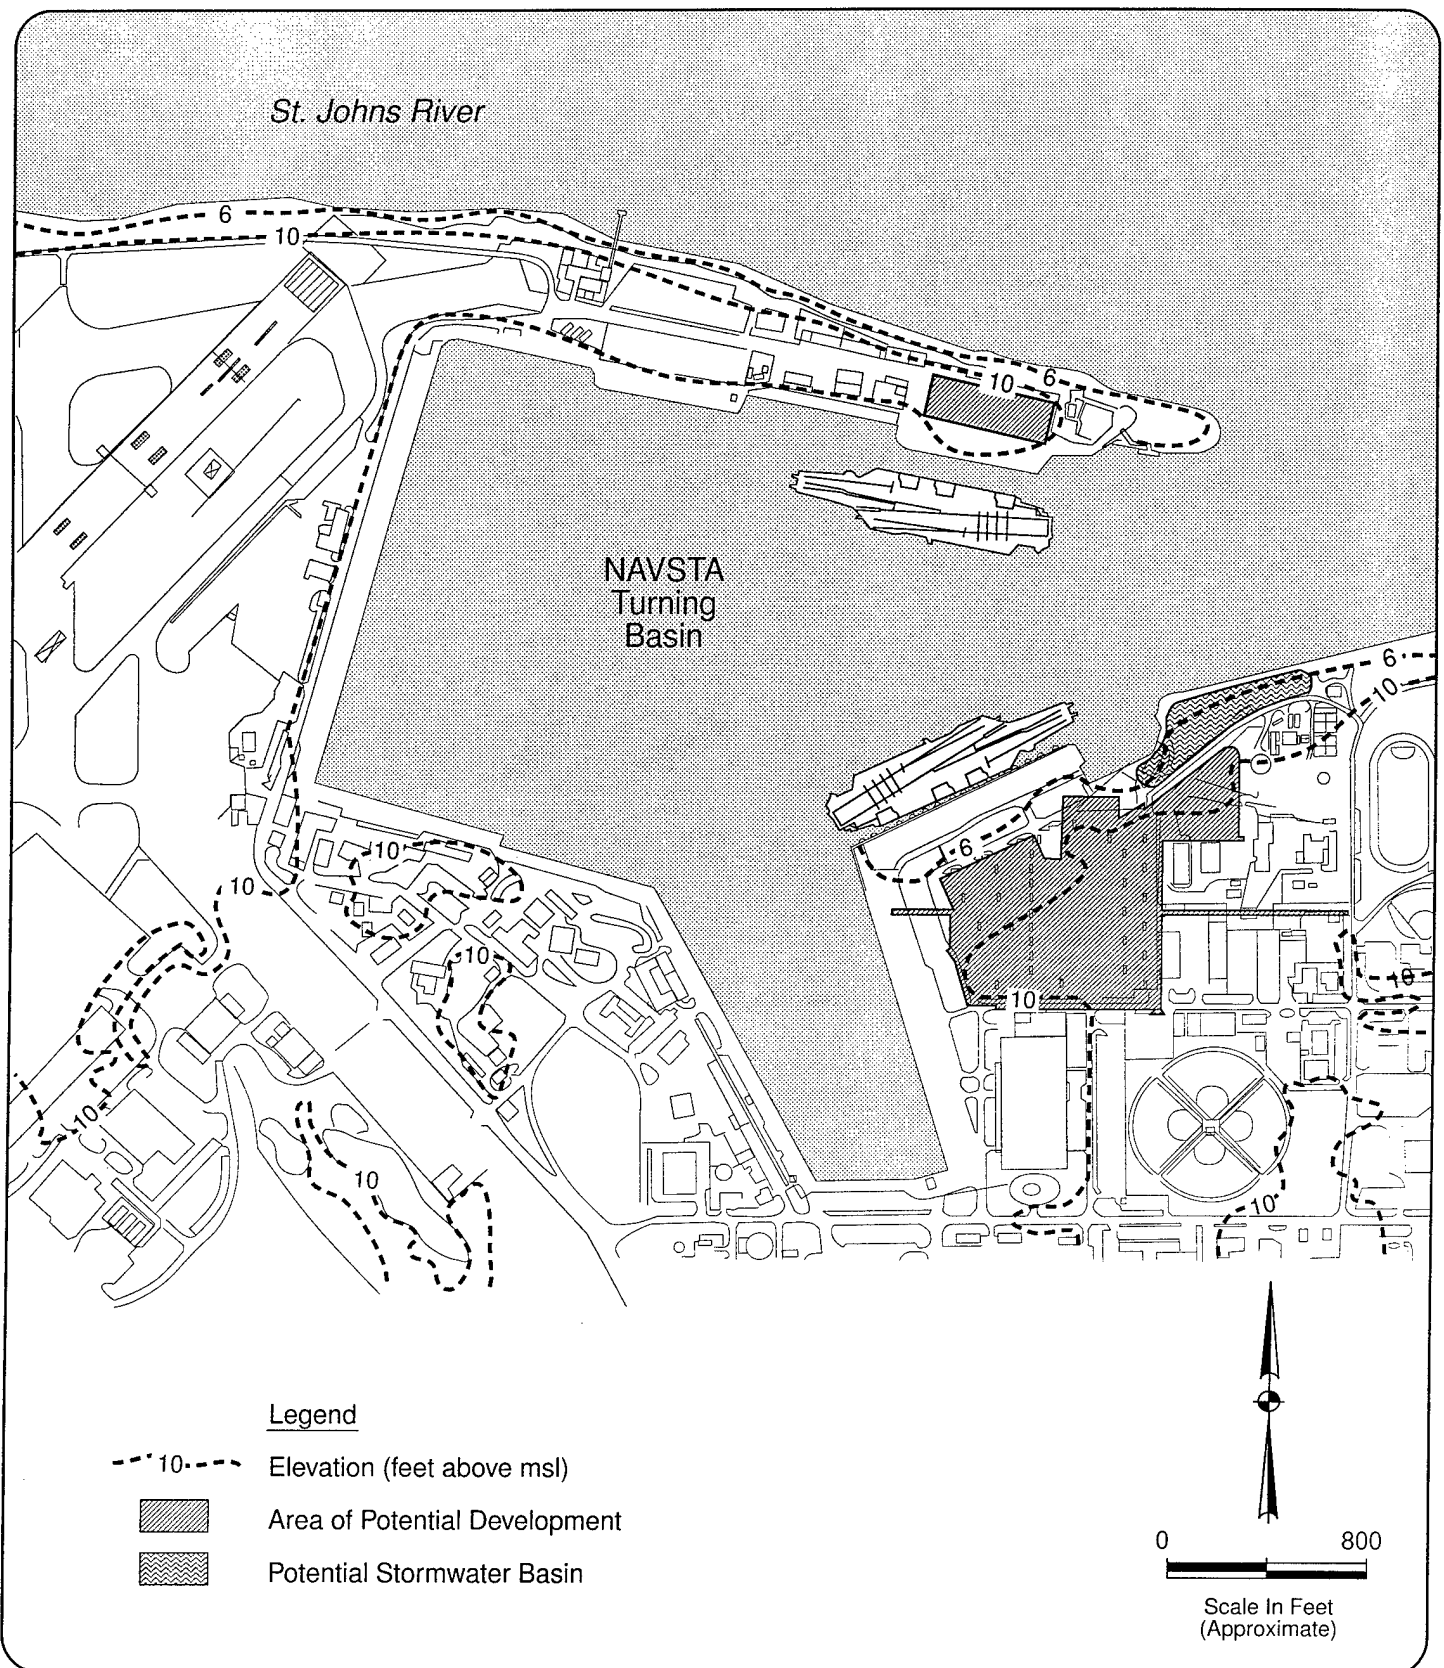 St. Johns River
6
10
10
6
NAVSTA
Turning
Basin
6
10
10
6
10
10
10
10
10
10
10
Legend
10
Elevation (feet above msl)
Area of Potential Development
Potential Stormwater Basin
0 800
Scale In Feet
(Approximate)